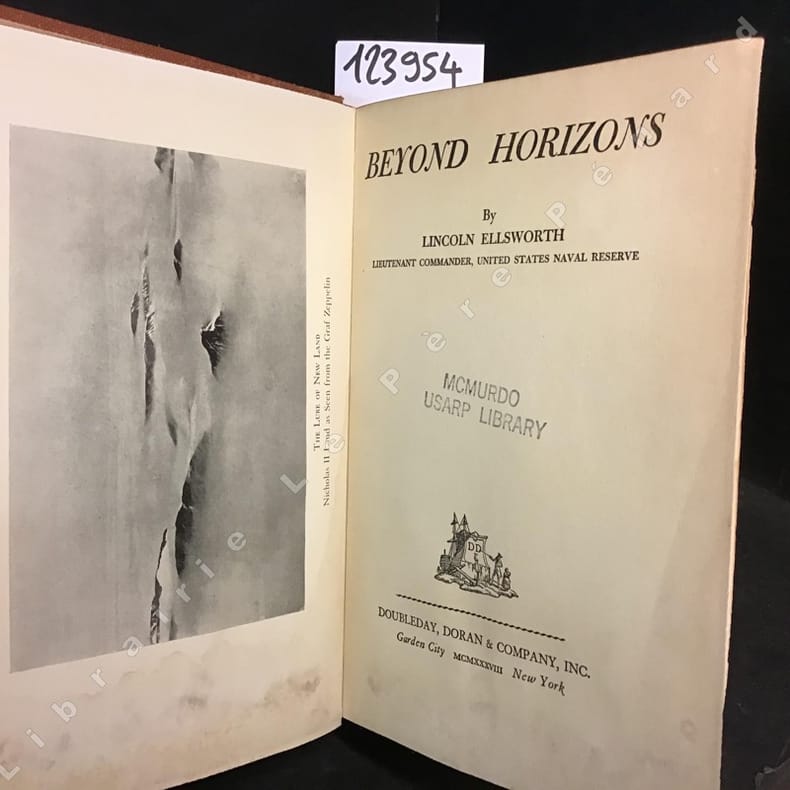 123954
THE LURE OF NEW LAND
Nicholas II Land as Seen from the Graf Zeppelin
BEYOND HORIZONS
By
LINCOLN ELLSWORTH
LIEUTENANT COMMANDER, UNITED STATES NAVAL RESERVE
MCMURDO
USARP LIBRARY
DD
DOUBLEDAY, DORAN & COMPANY, INC.
Garden City MCMXXXVIII New York
Librairie Le Père Pénard